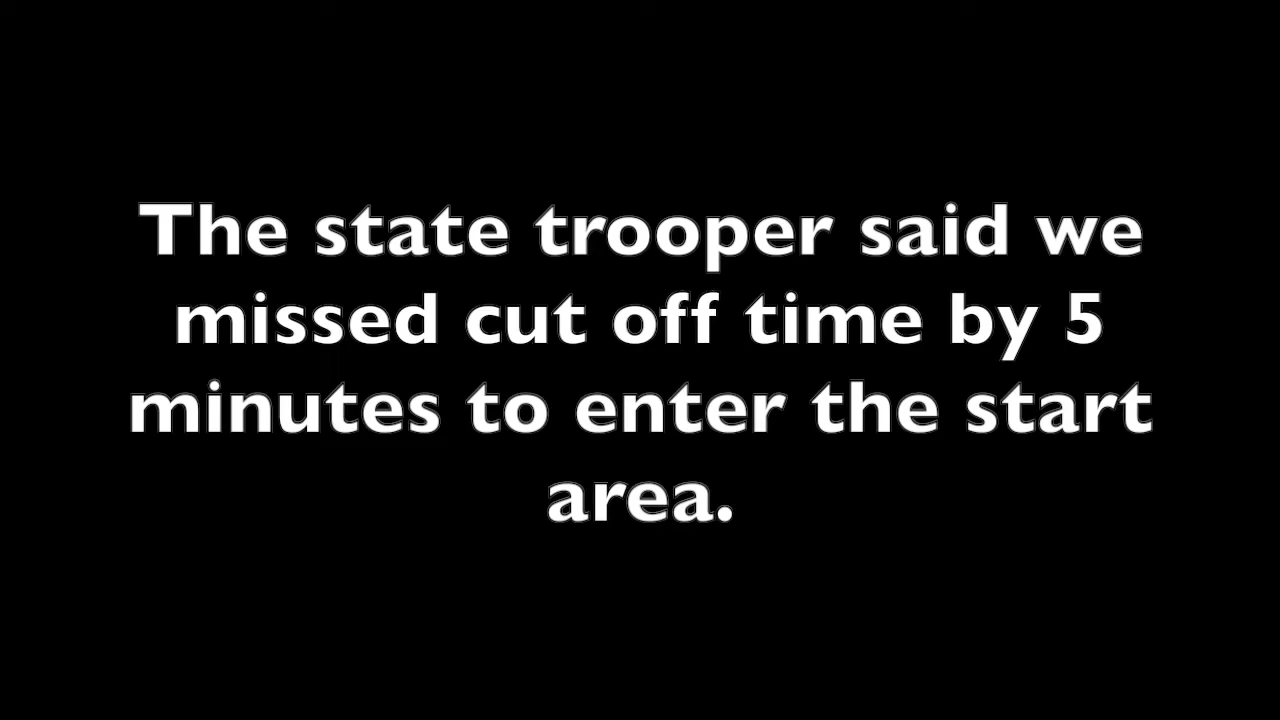 The state trooper said we
missed cut off time by 5
minutes to enter the start
area.